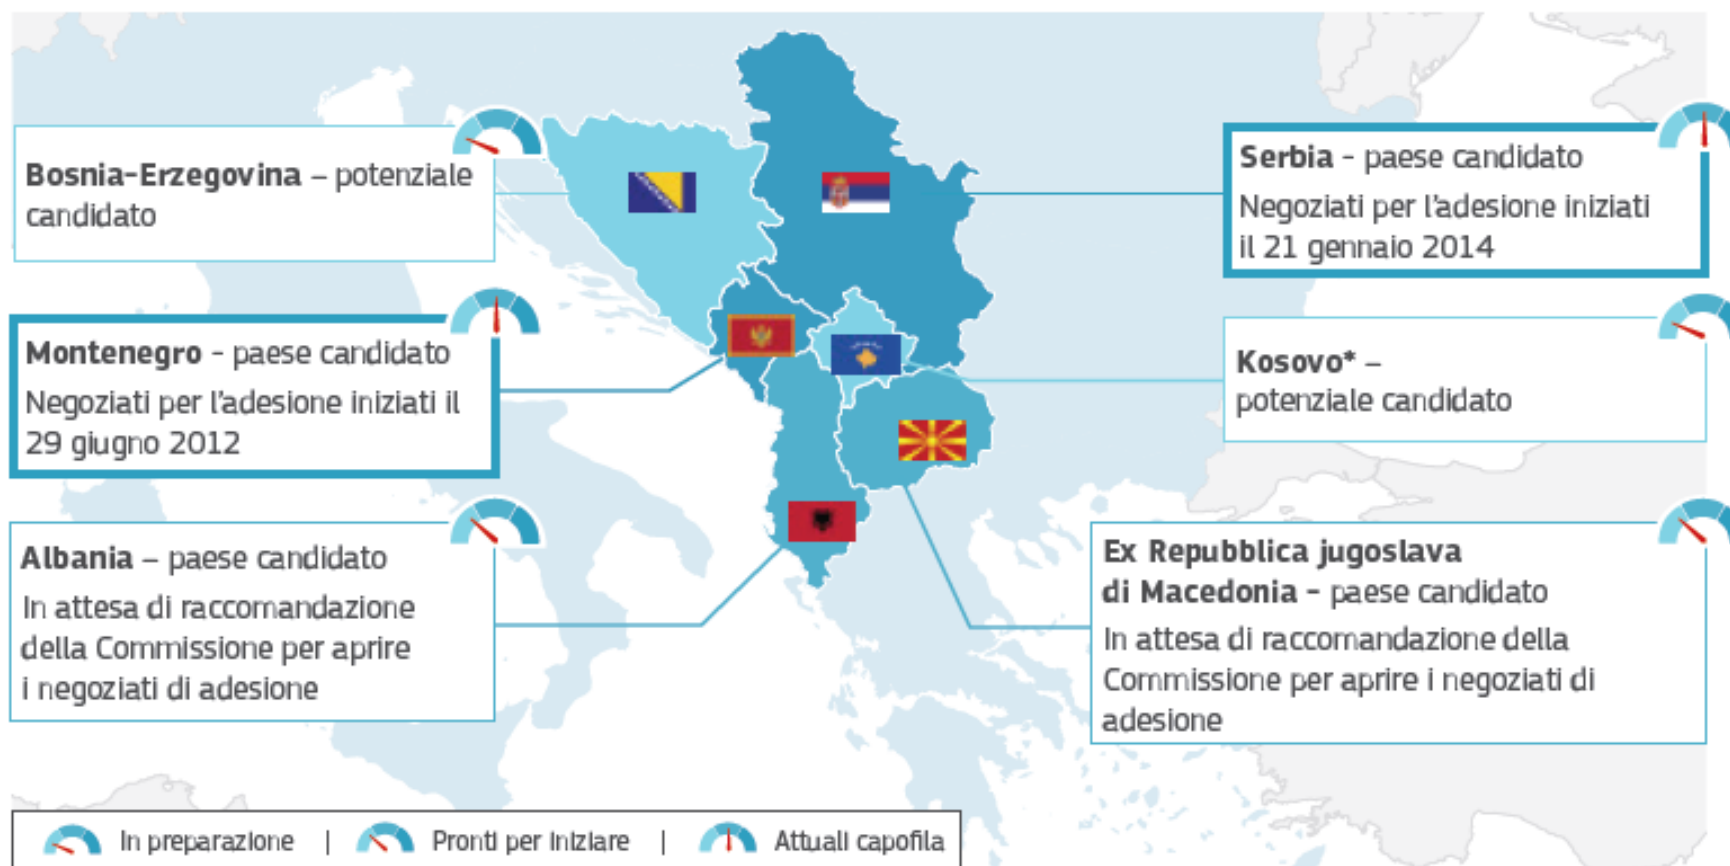 Bosnia-Erzegovina – potenziale
candidato
Montenegro - paese candidato
Negoziati per l'adesione iniziati il
29 giugno 2012
Albania – paese candidato
In attesa di raccomandazione
della Commissione per aprire
i negoziati di adesione
Serbia - paese candidato
Negoziati per l'adesione iniziati
il 21 gennaio 2014
Kosovo* –
potenziale candidato
Ex Repubblica jugoslava
di Macedonia - paese candidato
In attesa di raccomandazione della
Commissione per aprire i negoziati di
adesione
In preparazione | Pronti per iniziare | Attuali capofila